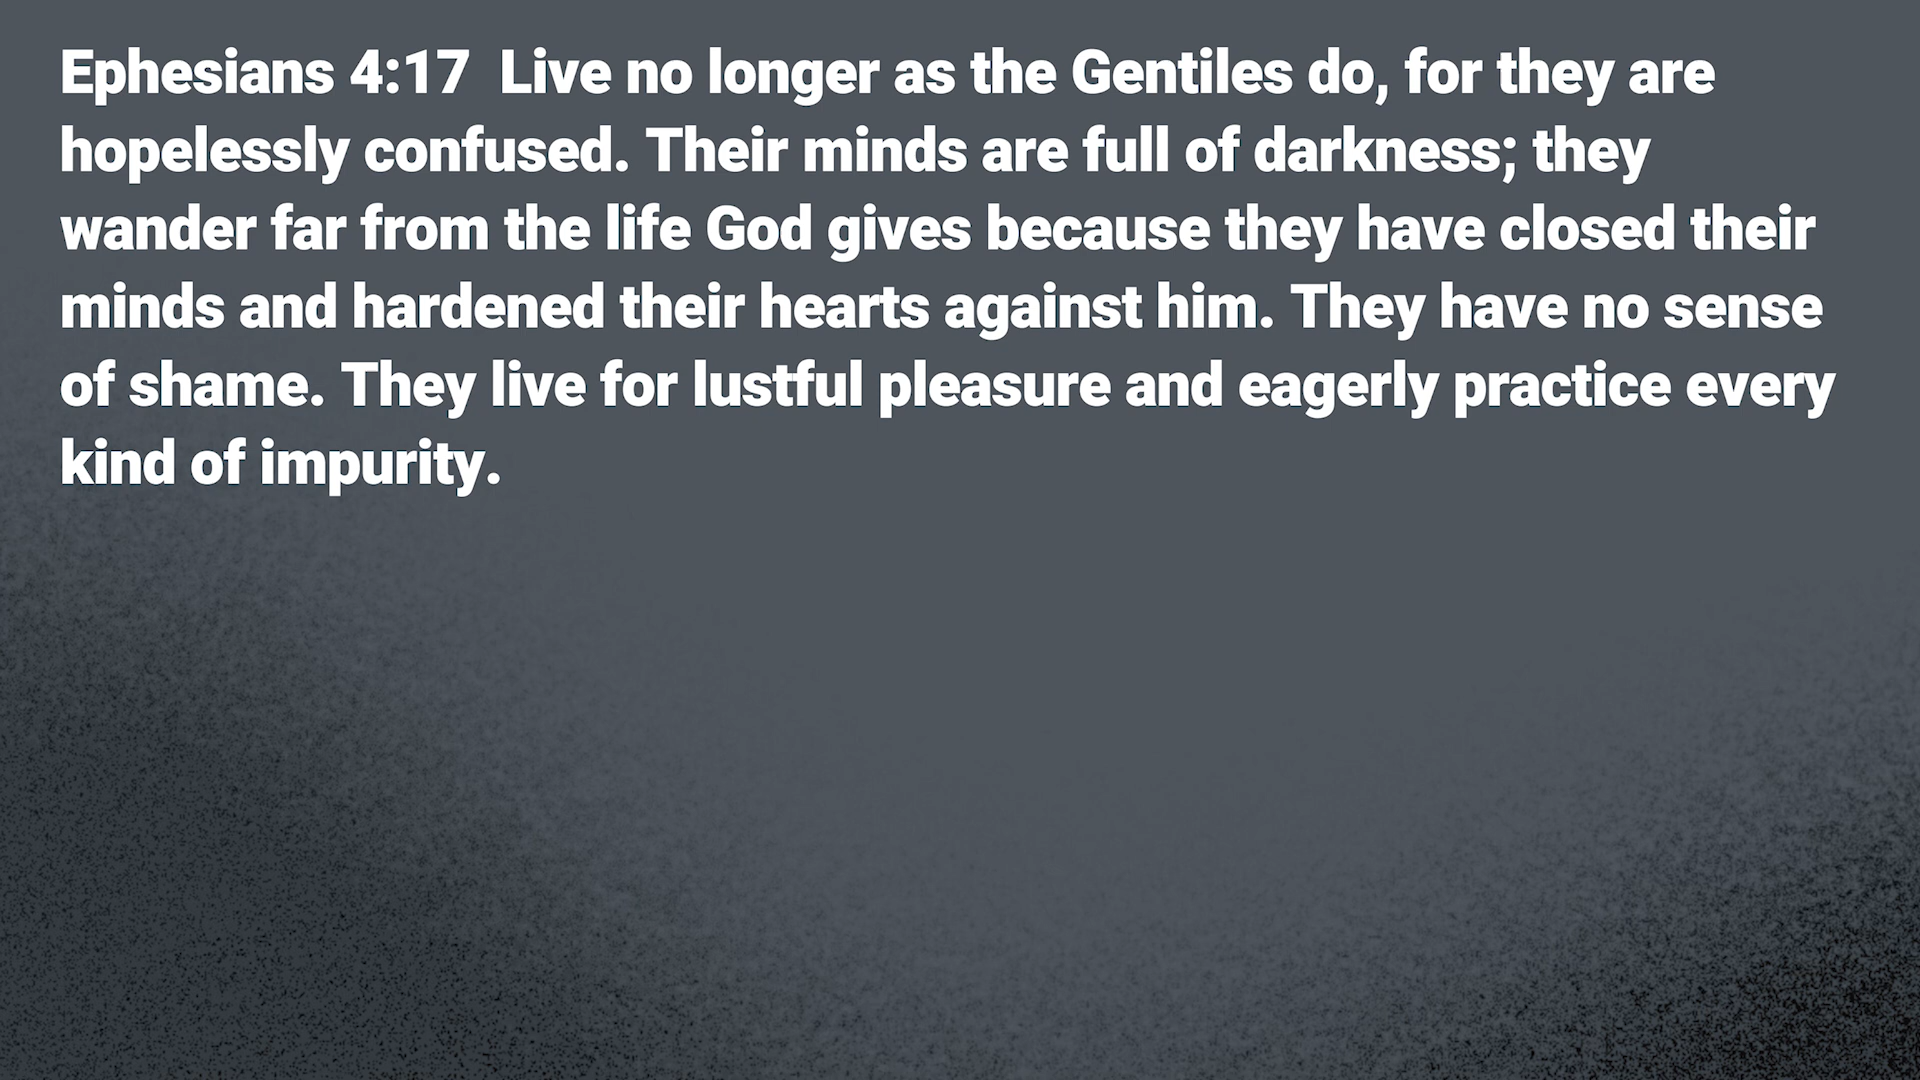 Ephesians 4:17  Live no longer as the Gentiles do, for they are
hopelessly confused. Their minds are full of darkness; they
wander far from the life God gives because they have closed their
minds and hardened their hearts against him. They have no sense
of shame. They live for lustful pleasure and eagerly practice every
kind of impurity.